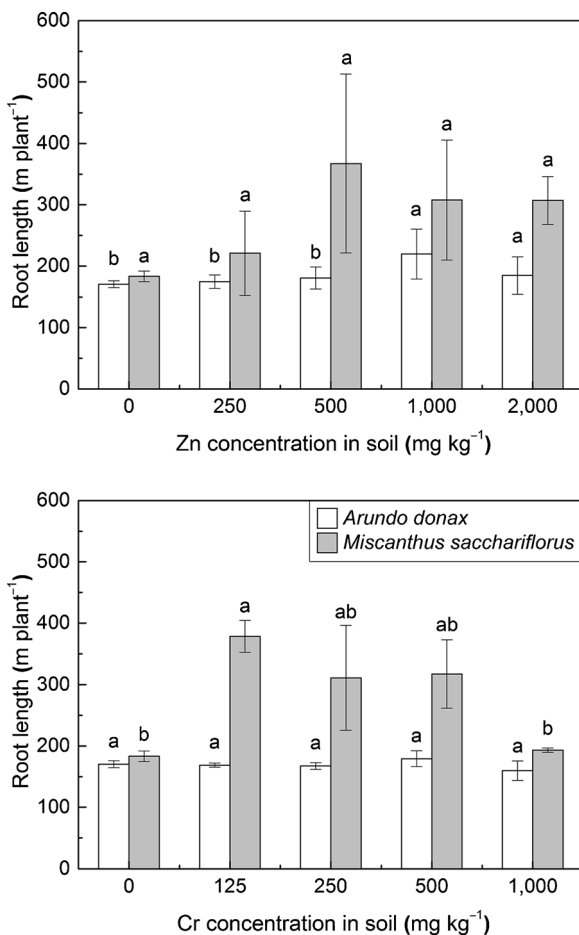 600
500
400
300
200
100
0
Root length (m plant⁻¹)
b a b a b a a a a a
0 250 500 1,000 2,000
Zn concentration in soil (mg kg⁻¹)
600
500
400
300
200
100
0
Root length (m plant⁻¹)
Arundo donax
Miscanthus sacchariflorus
a b a a a ab a ab a b
0 125 250 500 1,000
Cr concentration in soil (mg kg⁻¹)